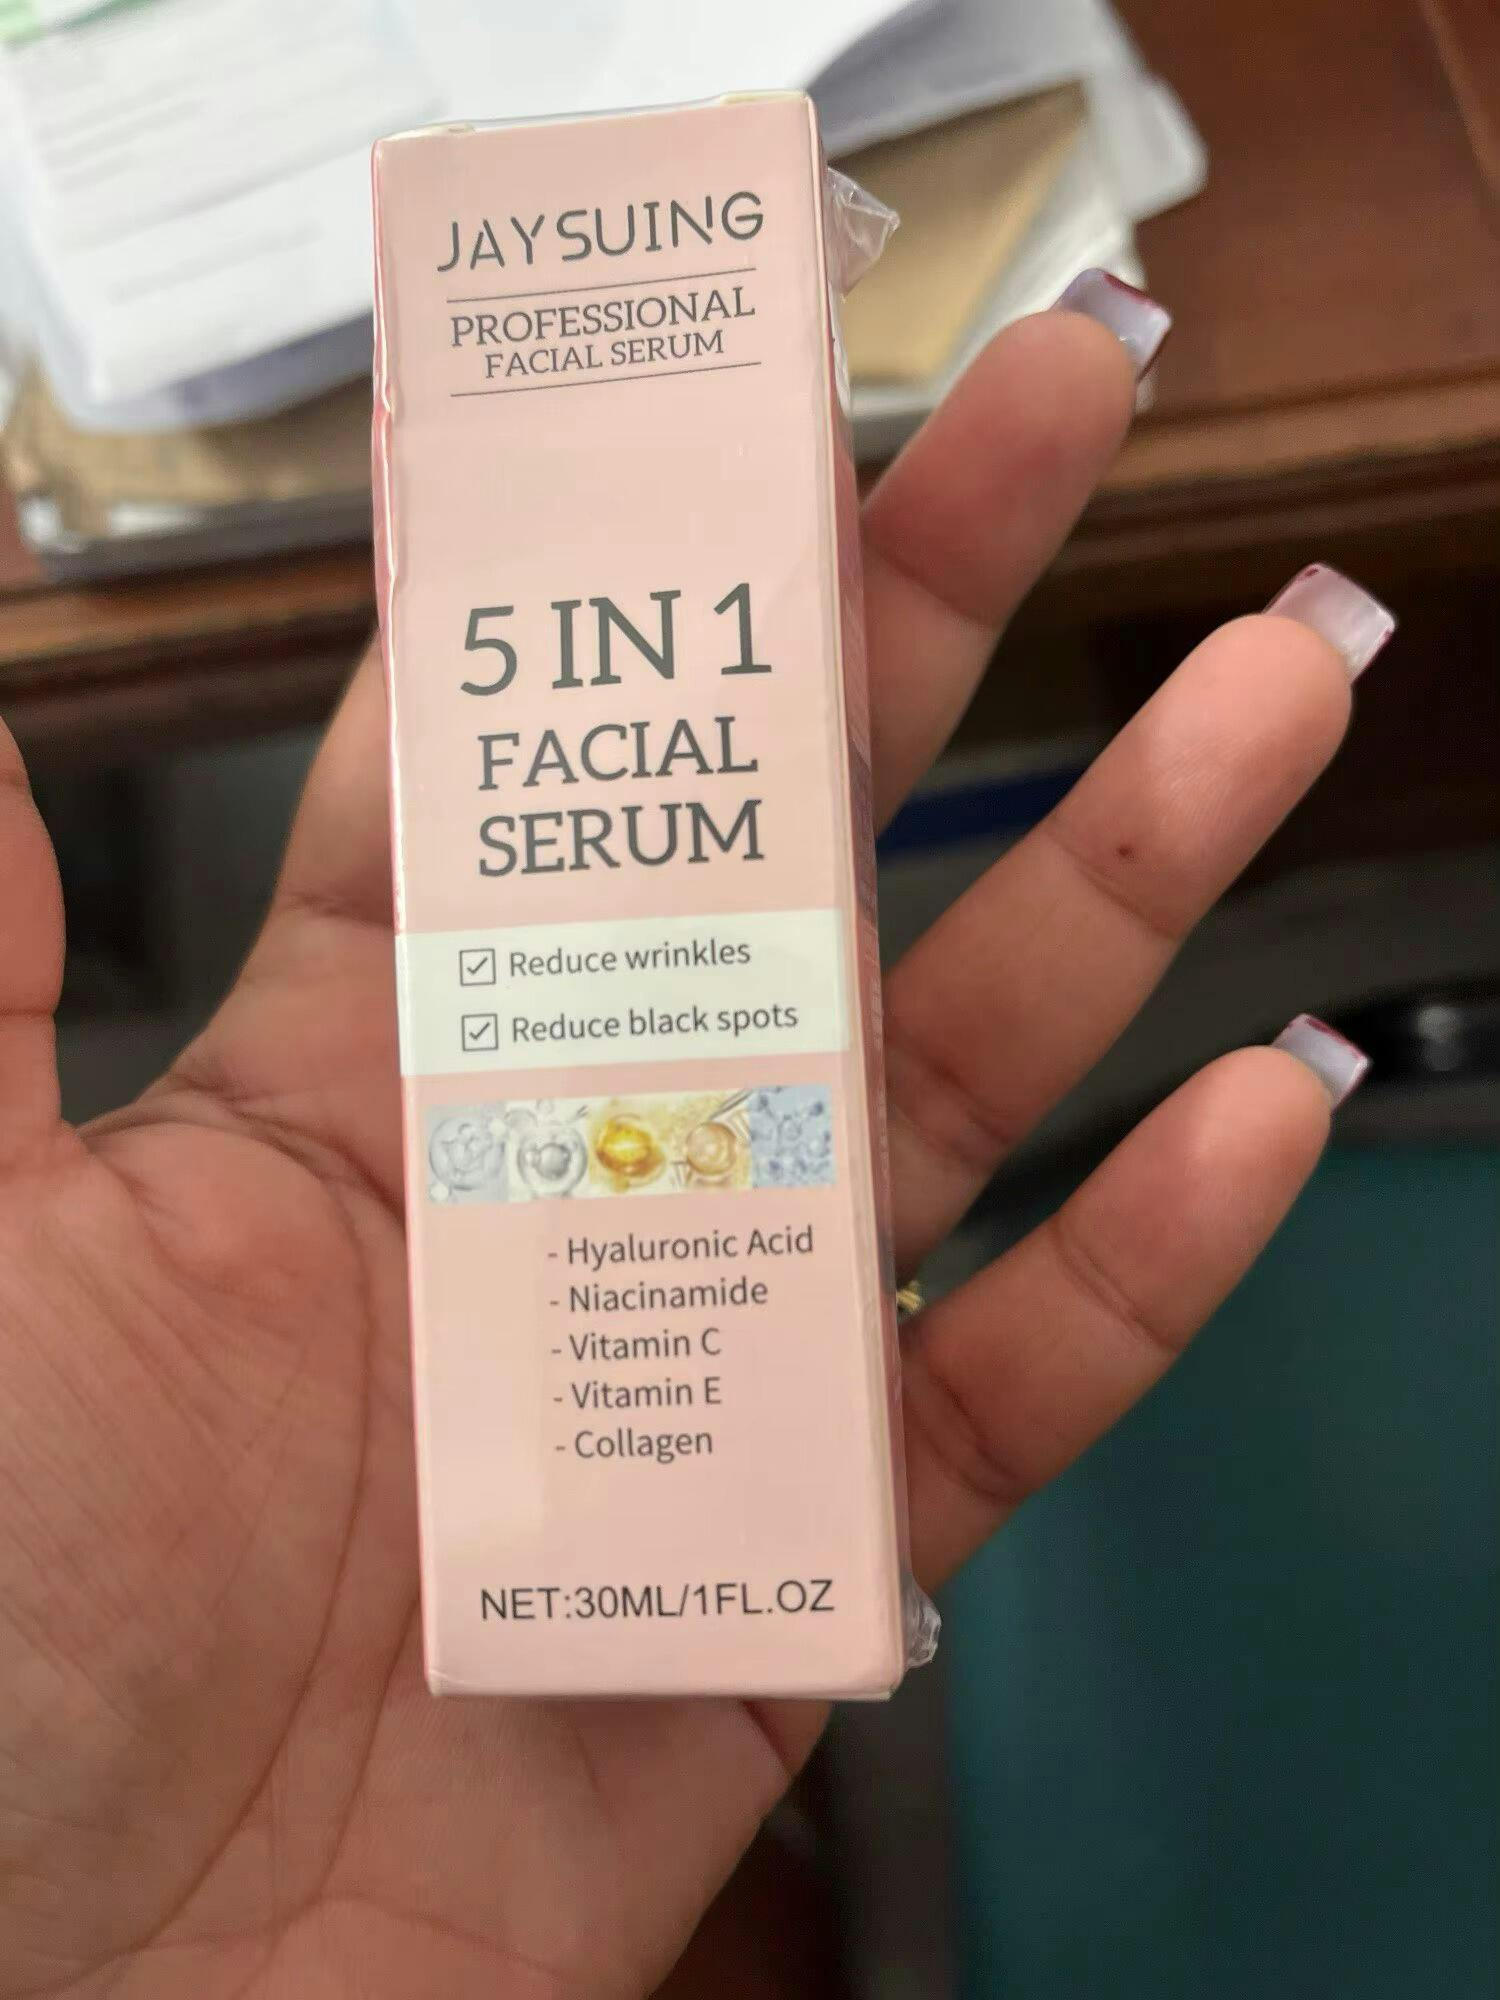 JAYSUING
PROFESSIONAL
FACIAL SERUM
5 IN 1
FACIAL
SERUM
Reduce wrinkles
Reduce black spots
- Hyaluronic Acid
- Niacinamide
- Vitamin C
- Vitamin E
- Collagen
NET:30ML/1FL.OZ